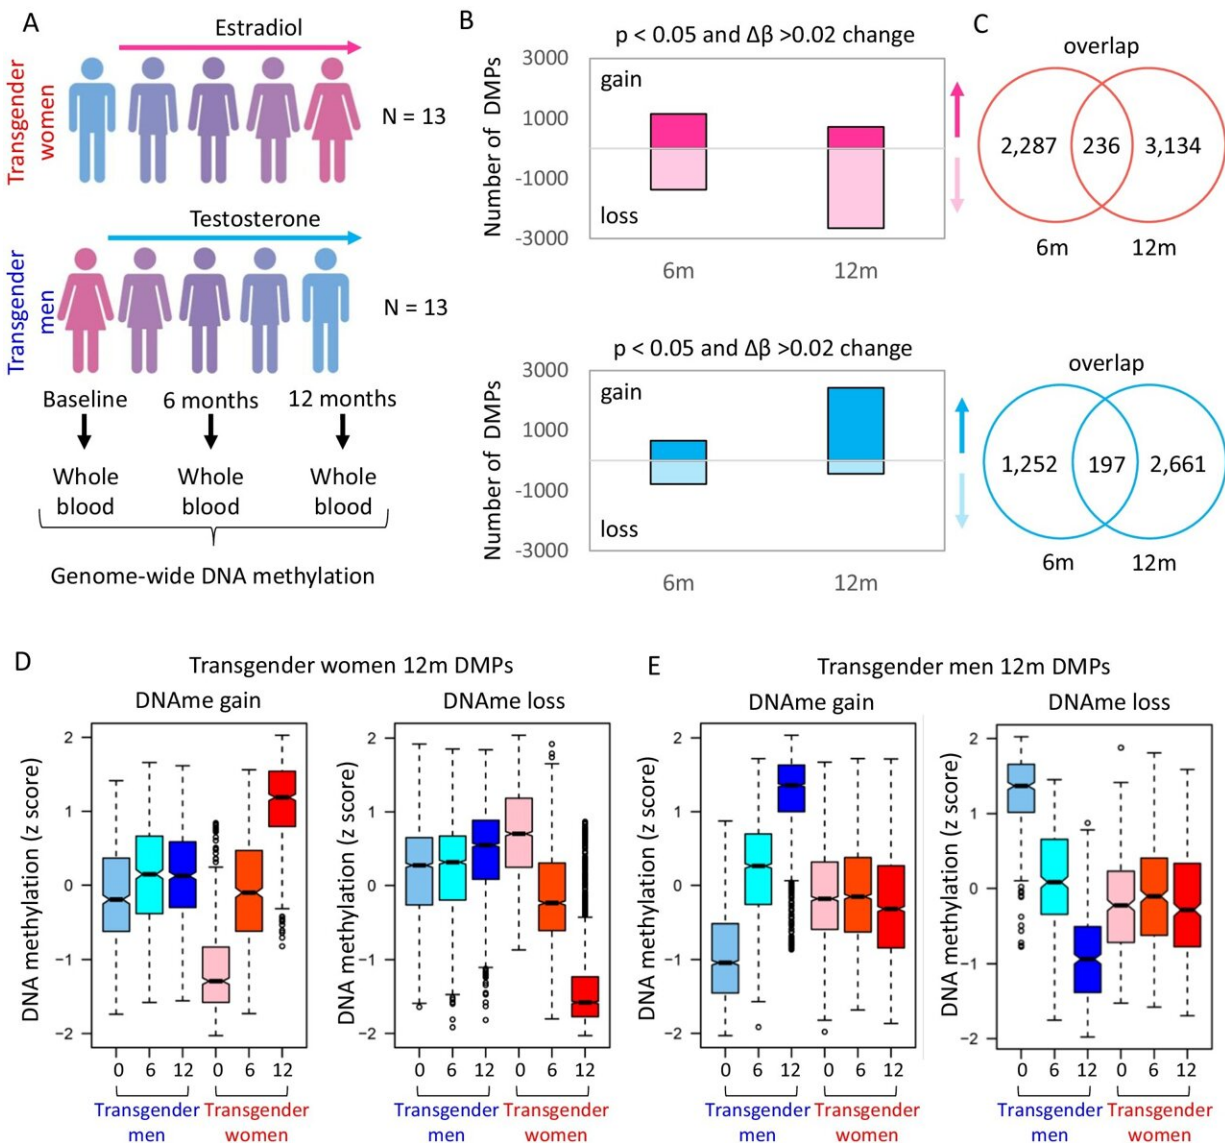 A
Estradiol
Transgender
women
N = 13
Testosterone
Transgender
men
N = 13
Baseline
6 months
12 months
Whole
blood
Whole
blood
Whole
blood
Genome-wide DNA methylation
B
p < 0.05 and Δβ >0.02 change
Number of DMPs
3000
1000
-1000
-3000
gain
loss
6m
12m
p < 0.05 and Δβ >0.02 change
Number of DMPs
3000
1000
-1000
-3000
gain
loss
6m
12m
C
overlap
2,287
236
3,134
6m
12m
overlap
1,252
197
2,661
6m
12m
D
Transgender women 12m DMPs
DNAme gain
DNA methylation (z score)
2
1
0
−1
−2
0 6 12 0 6 12
Transgender
men
Transgender
women
DNAme loss
DNA methylation (z score)
2
1
0
−1
−2
0 6 12 0 6 12
Transgender
men
Transgender
women
E
Transgender men 12m DMPs
DNAme gain
DNA methylation (z score)
2
1
0
−1
−2
0 6 12 0 6 12
Transgender
men
Transgender
women
DNAme loss
DNA methylation (z score)
2
1
0
−1
−2
0 6 12 0 6 12
Transgender
men
Transgender
women